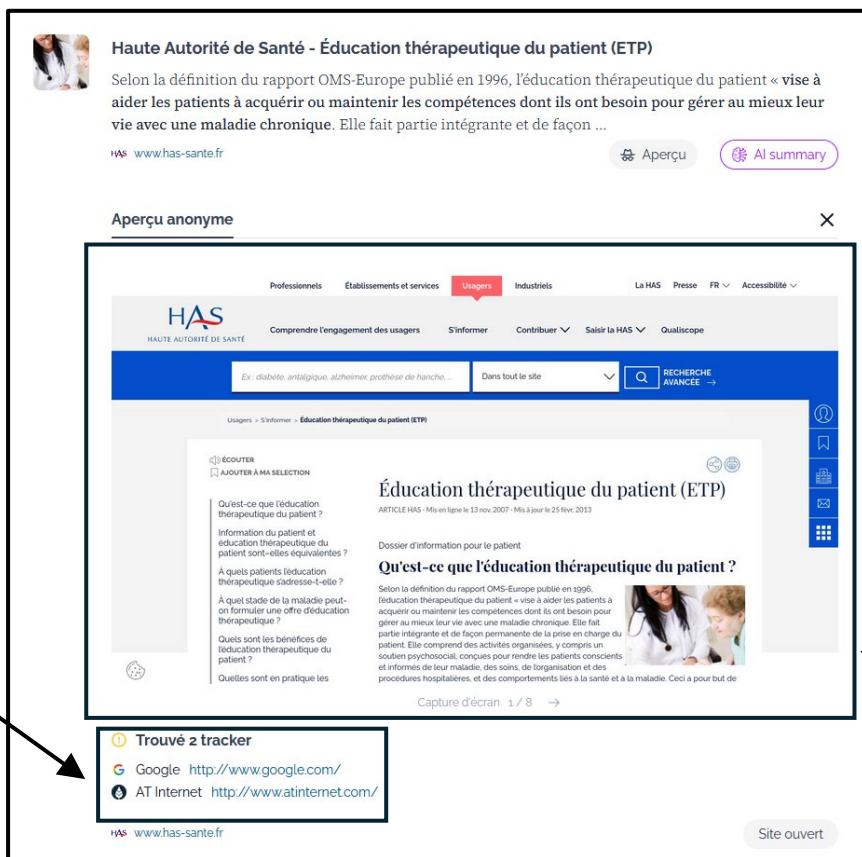 Haute Autorité de Santé - Éducation thérapeutique du patient (ETP)
Selon la définition du rapport OMS-Europe publié en 1996, l'éducation thérapeutique du patient « vise à
aider les patients à acquérir ou maintenir les compétences dont ils ont besoin pour gérer au mieux leur
vie avec une maladie chronique. Elle fait partie intégrante et de façon ...
HAS www.has-sante.fr
Aperçu
AI summary
Aperçu anonyme
Professionnels Établissements et services Usagers Industriels La HAS Presse FR Accessibilité
HAS
HAUTE AUTORITÉ DE SANTÉ
Comprendre l'engagement des usagers S'informer Contribuer Saisir la HAS Qualiscope
Ex : diabète, antalgique, alzheimer, prothèse de hanche, ...
Dans tout le site
RECHERCHE
AVANCÉE →
Usagers > S'informer > Éducation thérapeutique du patient (ETP)
ÉCOUTER
AJOUTER À MA SELECTION
Qu'est-ce que l'éducation
thérapeutique du patient ?
Information du patient et
éducation thérapeutique du
patient sont-elles équivalentes ?
À quels patients l'éducation
thérapeutique s'adresse-t-elle ?
À quel stade de la maladie peut-
on formuler une offre d'éducation
thérapeutique ?
Quels sont les bénéfices de
l'éducation thérapeutique du
patient ?
Quelles sont en pratique les
Éducation thérapeutique du patient (ETP)
ARTICLE HAS - Mis en ligne le 13 nov. 2007 - Mis à jour le 25 févr. 2013
Dossier d'information pour le patient
Qu'est-ce que l'éducation thérapeutique du patient ?
Selon la définition du rapport OMS-Europe publié en 1996,
l'éducation thérapeutique du patient « vise à aider les patients à
acquérir ou maintenir les compétences dont ils ont besoin pour
gérer au mieux leur vie avec une maladie chronique. Elle fait
partie intégrante et de façon permanente de la prise en charge du
patient. Elle comprend des activités organisées, y compris un
soutien psychosocial, conçues pour rendre les patients conscients
et informés de leur maladie, des soins, de l'organisation et des
procédures hospitalières, et des comportements liés à la santé et à la maladie. Ceci a pour but de
Capture d'écran 1 / 8 →
Trouvé 2 tracker
Google http://www.google.com/
AT Internet http://www.atinternet.com/
HAS www.has-sante.fr
Site ouvert